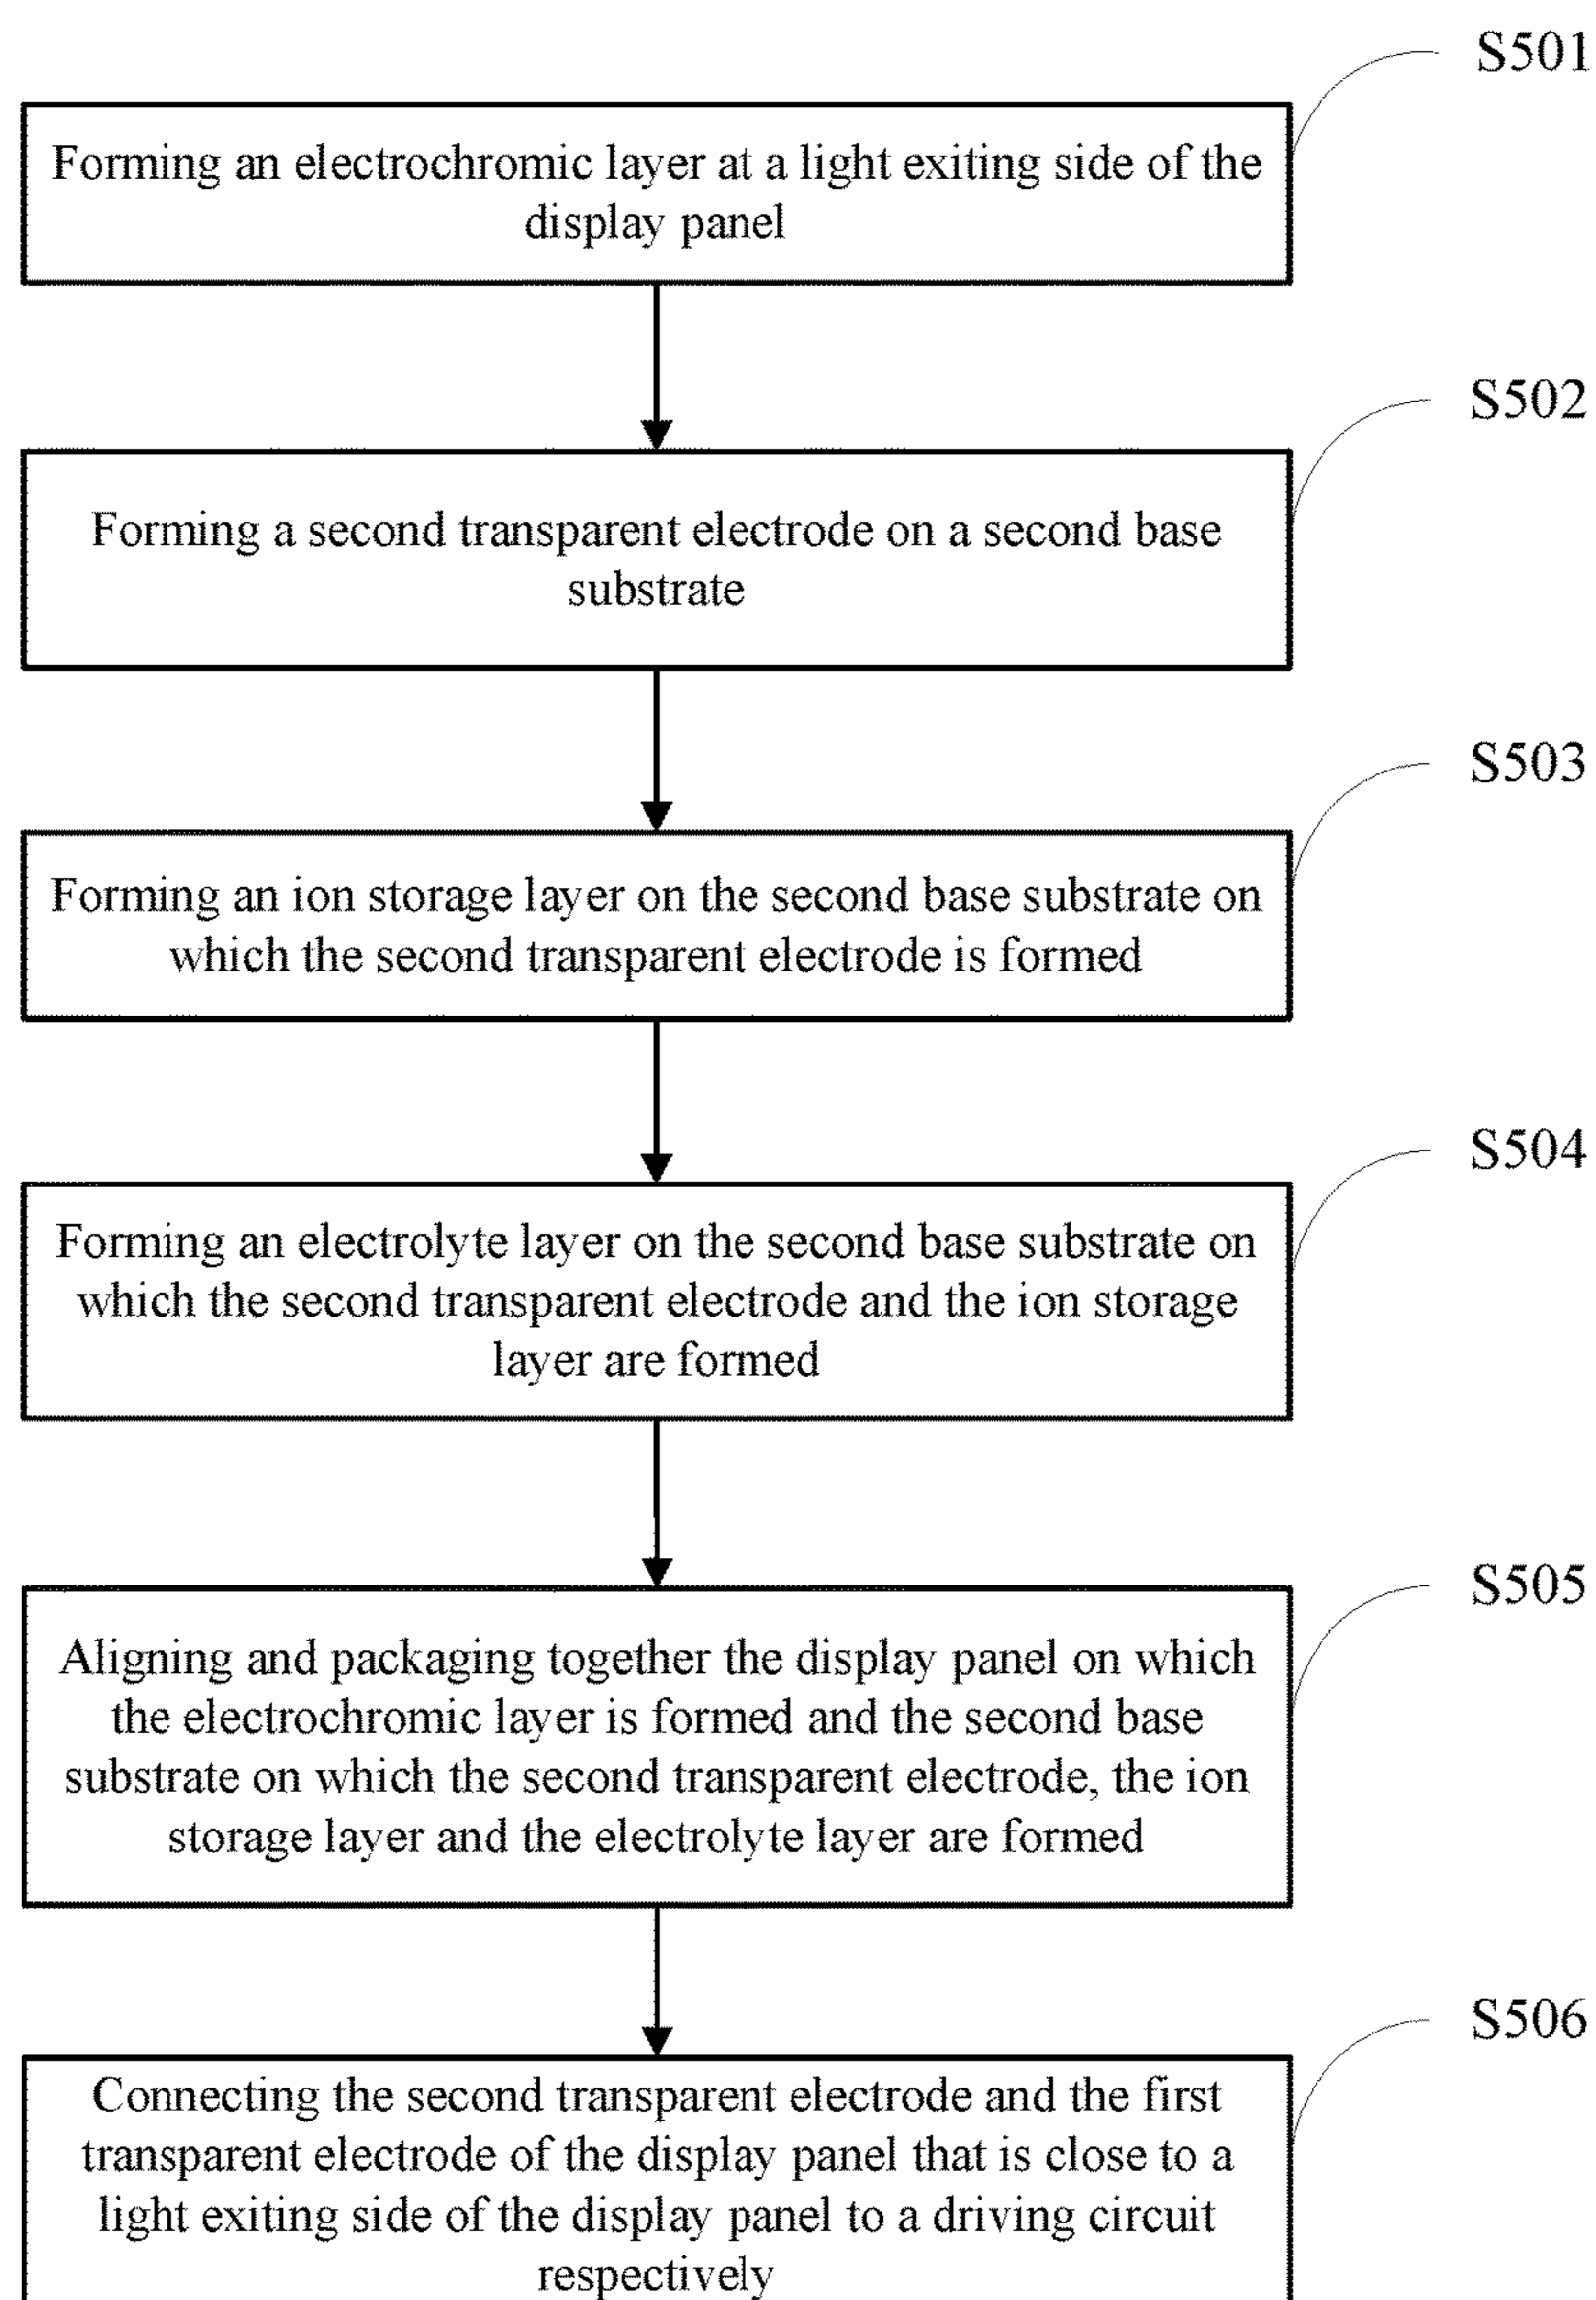 S501
Forming an electrochromic layer at a light exiting side of the
display panel
S502
Forming a second transparent electrode on a second base
substrate
S503
Forming an ion storage layer on the second base substrate on
which the second transparent electrode is formed
S504
Forming an electrolyte layer on the second base substrate on
which the second transparent electrode and the ion storage
layer are formed
S505
Aligning and packaging together the display panel on which
the electrochromic layer is formed and the second base
substrate on which the second transparent electrode, the ion
storage layer and the electrolyte layer are formed
S506
Connecting the second transparent electrode and the first
transparent electrode of the display panel that is close to a
light exiting side of the display panel to a driving circuit
respectively